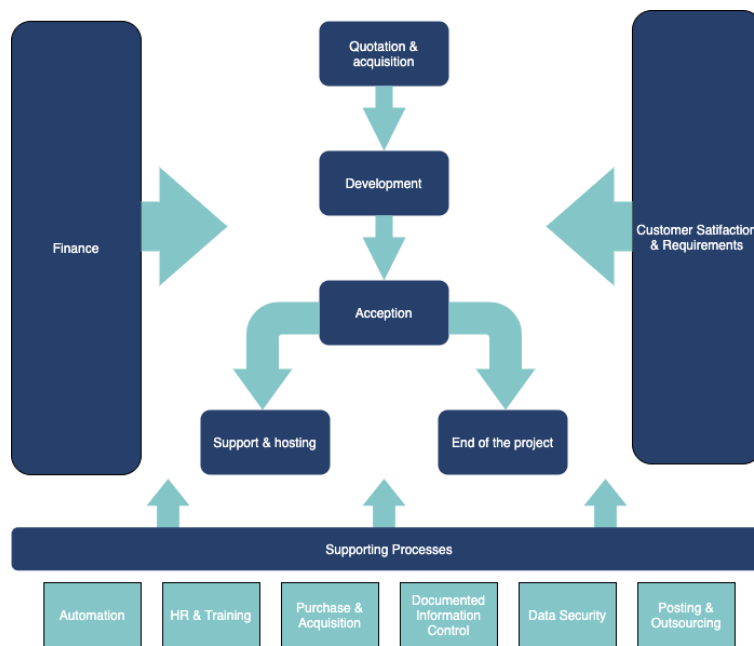 Quotation &
acquisition
Development
Finance
Customer Satifaction
& Requirements
Acception
Support & hosting
End of the project
Supporting Processes
Automation
HR & Training
Purchase &
Acquisition
Documented
Information
Control
Data Security
Posting &
Outsourcing